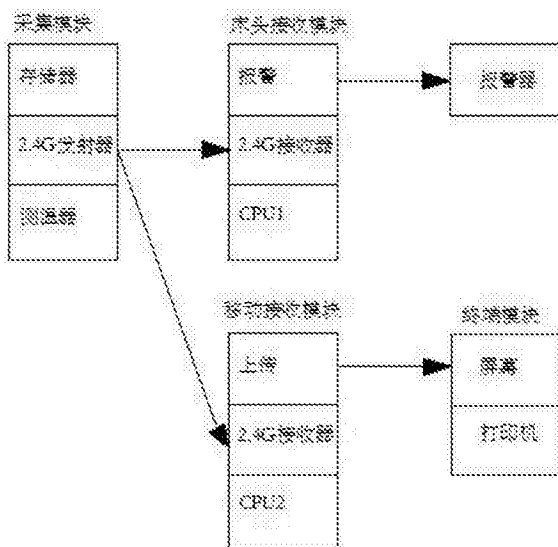 采集模块
存储器
2.4G发射器
测温器
床头接收模块
报警
2.4G接收器
CPU1
报警器
移动接收模块
上传
2.4G接收器
CPU2
终端模块
屏幕
打印机